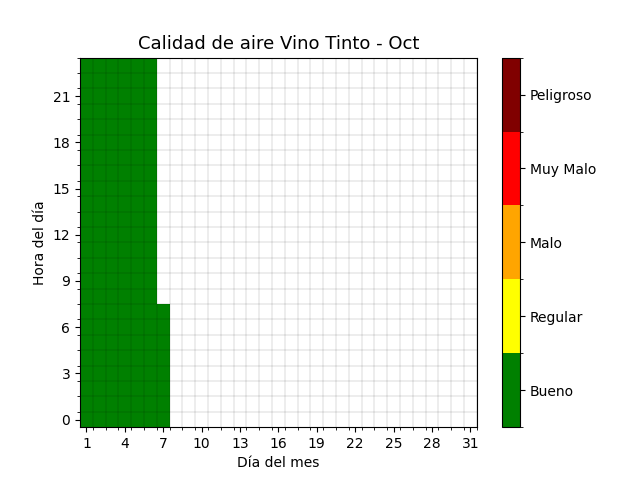 Calidad de aire Vino Tinto - Oct
Hora del día
21
18
15
12
9
6
3
0
1 4 7 10 13 16 19 22 25 28 31
Día del mes
Peligroso
Muy Malo
Malo
Regular
Bueno